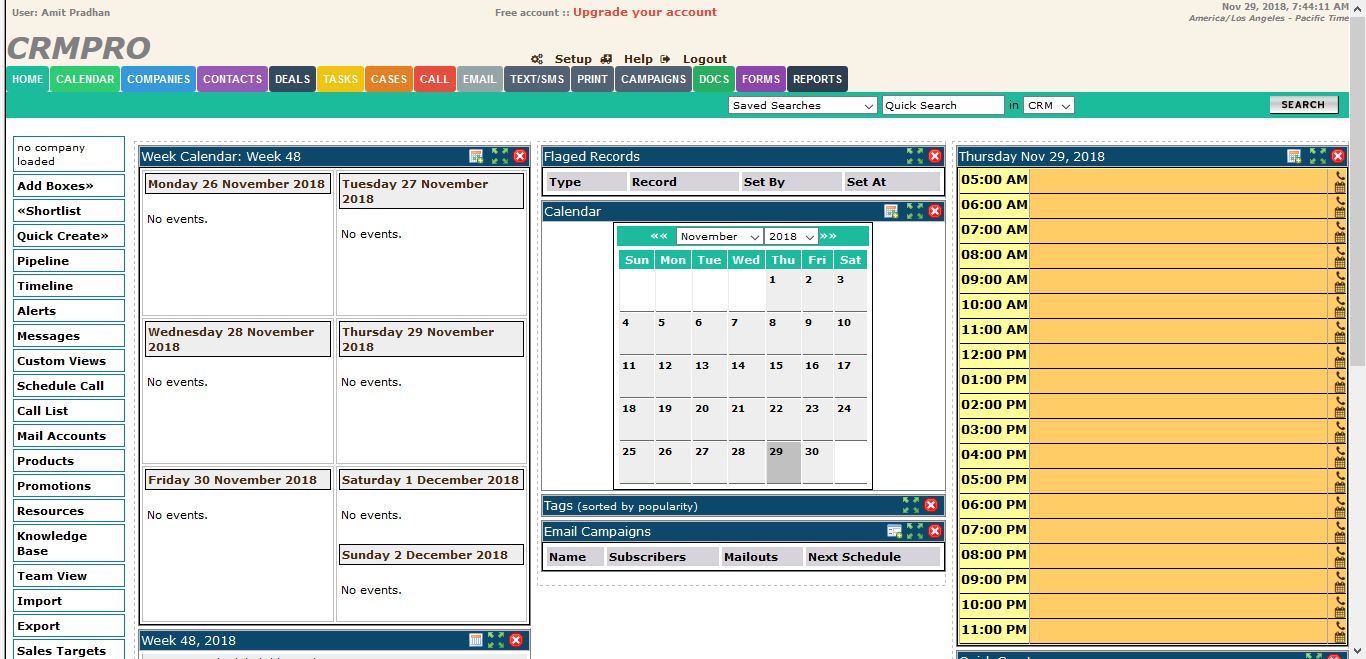 User: Amit Pradhan
Free account :: Upgrade your account
Nov 29, 2018, 7:44:11 AM
America/Los Angeles - Pacific Time
CRMPRO
Setup Help Logout
HOME CALENDAR COMPANIES CONTACTS DEALS TASKS CASES CALL EMAIL TEXT/SMS PRINT CAMPAIGNS DOCS FORMS REPORTS
Saved Searches Quick Search in CRM SEARCH
no company
loaded
Add Boxes»
«Shortlist
Quick Create»
Pipeline
Timeline
Alerts
Messages
Custom Views
Schedule Call
Call List
Mail Accounts
Products
Promotions
Resources
Knowledge
Base
Team View
Import
Export
Sales Targets
Week Calendar: Week 48
Monday 26 November 2018
No events.
Tuesday 27 November
2018
No events.
Wednesday 28 November
2018
No events.
Thursday 29 November
2018
No events.
Friday 30 November 2018
No events.
Saturday 1 December 2018
No events.
Sunday 2 December 2018
No events.
Week 48, 2018
Flaged Records
Type Record Set By Set At
Calendar
«« November 2018 »»
Sun Mon Tue Wed Thu Fri Sat
1 2 3
4 5 6 7 8 9 10
11 12 13 14 15 16 17
18 19 20 21 22 23 24
25 26 27 28 29 30
Tags (sorted by popularity)
Email Campaigns
Name Subscribers Mailouts Next Schedule
Thursday Nov 29, 2018
05:00 AM
06:00 AM
07:00 AM
08:00 AM
09:00 AM
10:00 AM
11:00 AM
12:00 PM
01:00 PM
02:00 PM
03:00 PM
04:00 PM
05:00 PM
06:00 PM
07:00 PM
08:00 PM
09:00 PM
10:00 PM
11:00 PM